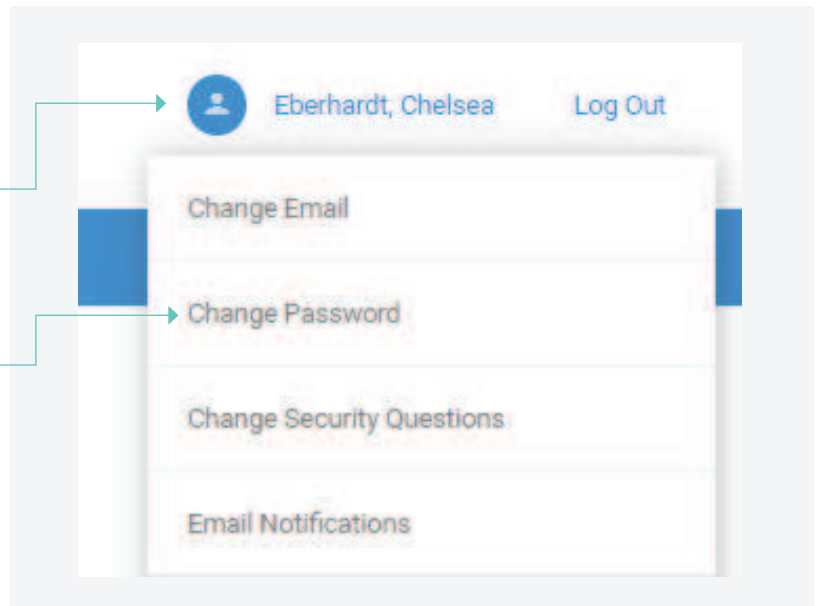 Eberhardt, Chelsea Log Out
Change Email
Change Password
Change Security Questions
Email Notifications